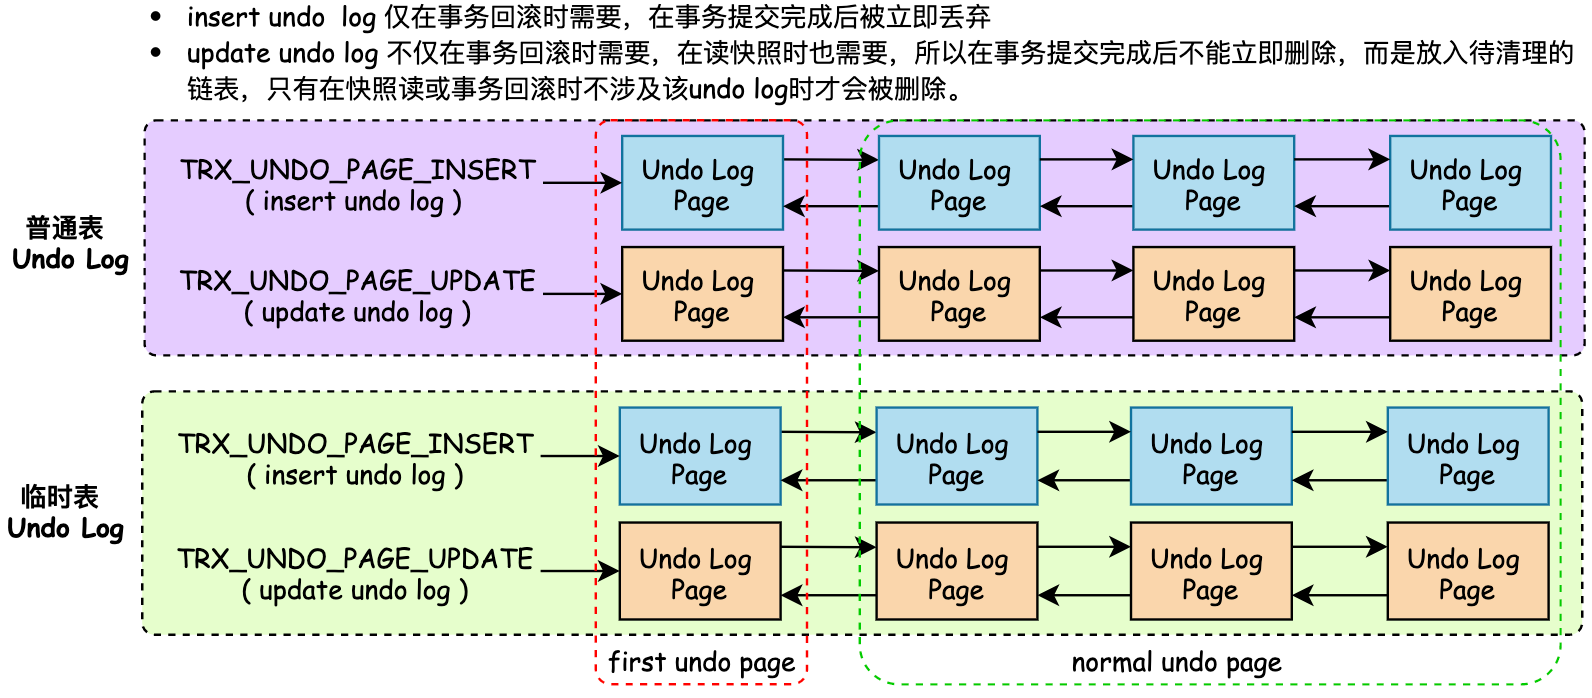 • insert undo  log 仅在事务回滚时需要，在事务提交完成后被立即丢弃
• update undo log 不仅在事务回滚时需要，在读快照时也需要，所以在事务提交完成后不能立即删除，而是放入待清理的
链表，只有在快照读或事务回滚时不涉及该undo log时才会被删除。
普通表
Undo Log
TRX_UNDO_PAGE_INSERT
( insert undo log )
Undo Log
Page
Undo Log
Page
Undo Log
Page
Undo Log
Page
TRX_UNDO_PAGE_UPDATE
( update undo log )
Undo Log
Page
Undo Log
Page
Undo Log
Page
Undo Log
Page
临时表
Undo Log
TRX_UNDO_PAGE_INSERT
( insert undo log )
Undo Log
Page
Undo Log
Page
Undo Log
Page
Undo Log
Page
TRX_UNDO_PAGE_UPDATE
( update undo log )
Undo Log
Page
Undo Log
Page
Undo Log
Page
Undo Log
Page
first undo page
normal undo page